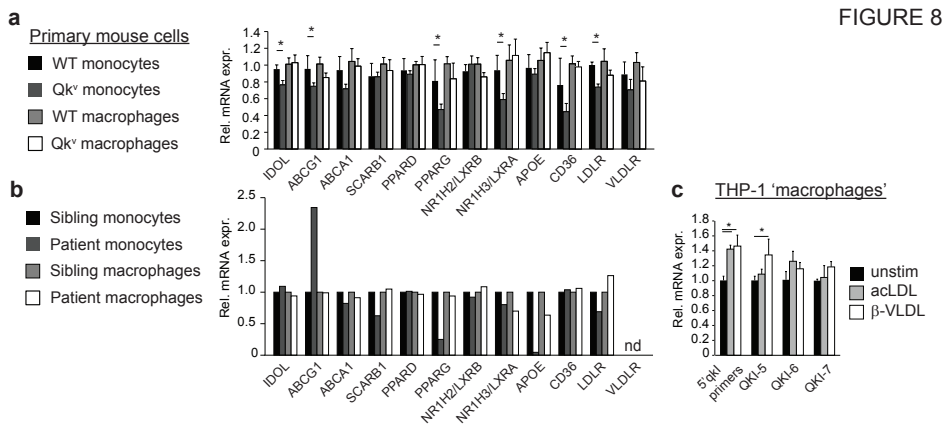 FIGURE 8
a
Primary mouse cells
WT monocytes
Qkᵛ monocytes
WT macrophages
Qkᵛ macrophages
Rel. mRNA expr.
1.4
1.2
1.0
0.8
0.6
0.4
0.2
0
* * * * * *
IDOL
ABCG1
ABCA1
SCARB1
PPARD
PPARG
NR1H2/LXRB
NR1H3/LXRA
APOE
CD36
LDLR
VLDLR
b
Sibling monocytes
Patient monocytes
Sibling macrophages
Patient macrophages
Rel. mRNA expr.
2.5
2.0
1.5
1.0
0.5
0
nd
IDOL
ABCG1
ABCA1
SCARB1
PPARD
PPARG
NR1H2/LXRB
NR1H3/LXRA
APOE
CD36
LDLR
VLDLR
c
THP-1 'macrophages'
Rel. mRNA expr.
1.8
1.6
1.4
1.2
1.0
0.8
0.6
0.4
0.2
0
* *
unstim
acLDL
β-VLDL
5'qkI
primers
QKI-5
QKI-6
QKI-7